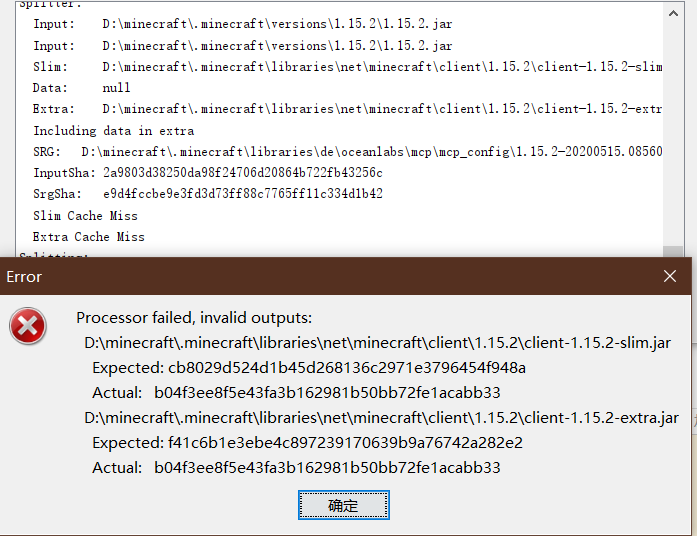 Splitter:
Input: D:\minecraft\.minecraft\versions\1.15.2\1.15.2.jar
Input: D:\minecraft\.minecraft\versions\1.15.2\1.15.2.jar
Slim: D:\minecraft\.minecraft\libraries\net\minecraft\client\1.15.2\client-1.15.2-slim
Data: null
Extra: D:\minecraft\.minecraft\libraries\net\minecraft\client\1.15.2\client-1.15.2-extr
Including data in extra
SRG: D:\minecraft\.minecraft\libraries\de\oceanlabs\mcp\mcp_config\1.15.2-20200515.08560
InputSha: 2a9803d38250da98f24706d20864b722fb43256c
SrgSha: e9d4fccbe9e3fd3d73ff88c7765ff11c334d1b42
Slim Cache Miss
Extra Cache Miss
Splitting:
Error
Processor failed, invalid outputs:
D:\minecraft\.minecraft\libraries\net\minecraft\client\1.15.2\client-1.15.2-slim.jar
Expected: cb8029d524d1b45d268136c2971e3796454f948a
Actual: b04f3ee8f5e43fa3b162981b50bb72fe1acabb33
D:\minecraft\.minecraft\libraries\net\minecraft\client\1.15.2\client-1.15.2-extra.jar
Expected: f41c6b1e3ebe4c897239170639b9a76742a282e2
Actual: b04f3ee8f5e43fa3b162981b50bb72fe1acabb33
确定